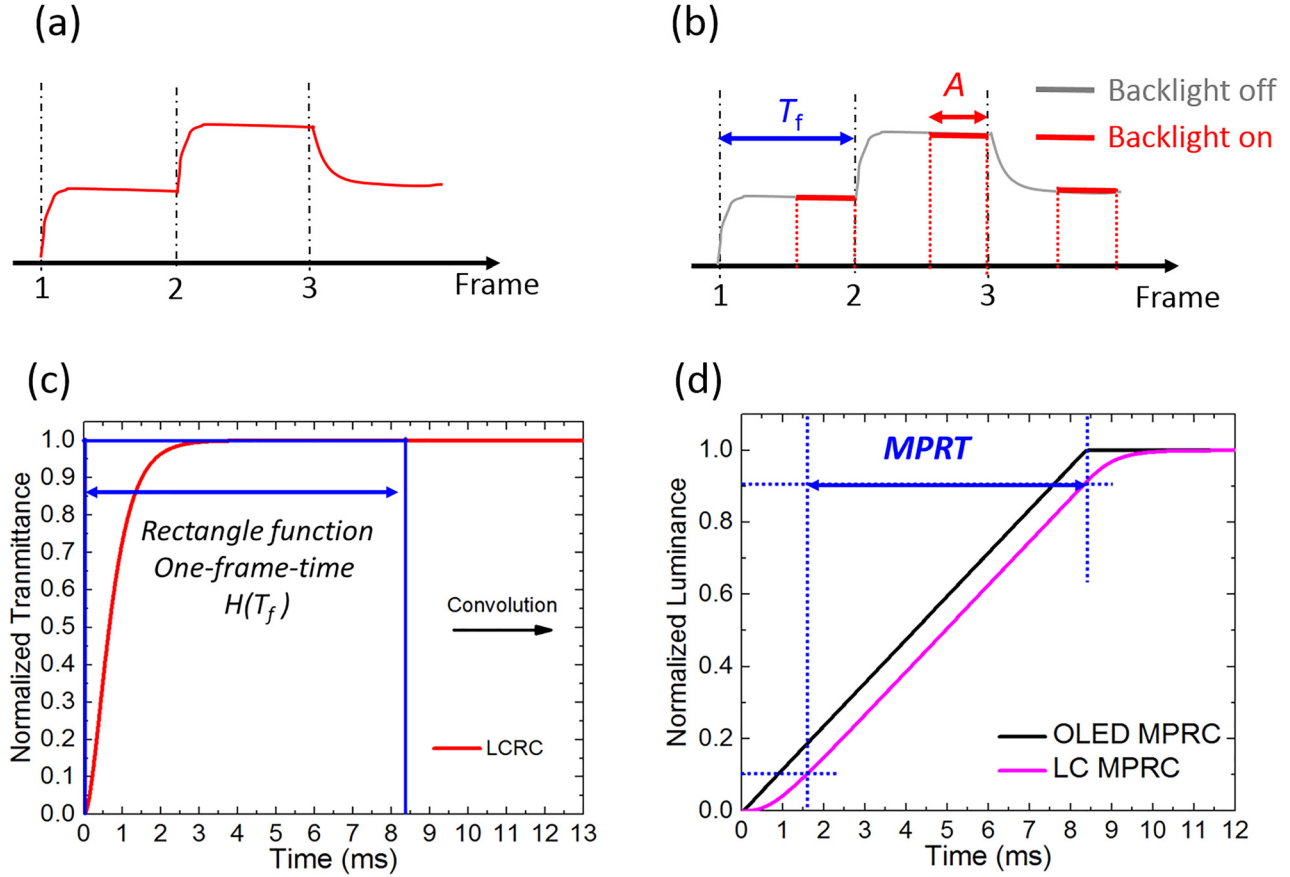 (a)
1
2
3
Frame
(b)
A
T_f
Backlight off
Backlight on
1
2
3
Frame
(c)
1.0
0.9
0.8
0.7
0.6
0.5
0.4
0.3
0.2
0.1
0.0
Normalized Tranmittance
Rectangle function
One-frame-time
H(T_f)
Convolution
LCRC
0 1 2 3 4 5 6 7 8 9 10 11 12 13
Time (ms)
(d)
1.0
0.8
0.6
0.4
0.2
0.0
Normalized Luminance
MPRT
OLED MPRC
LC MPRC
0 1 2 3 4 5 6 7 8 9 10 11 12
Time (ms)